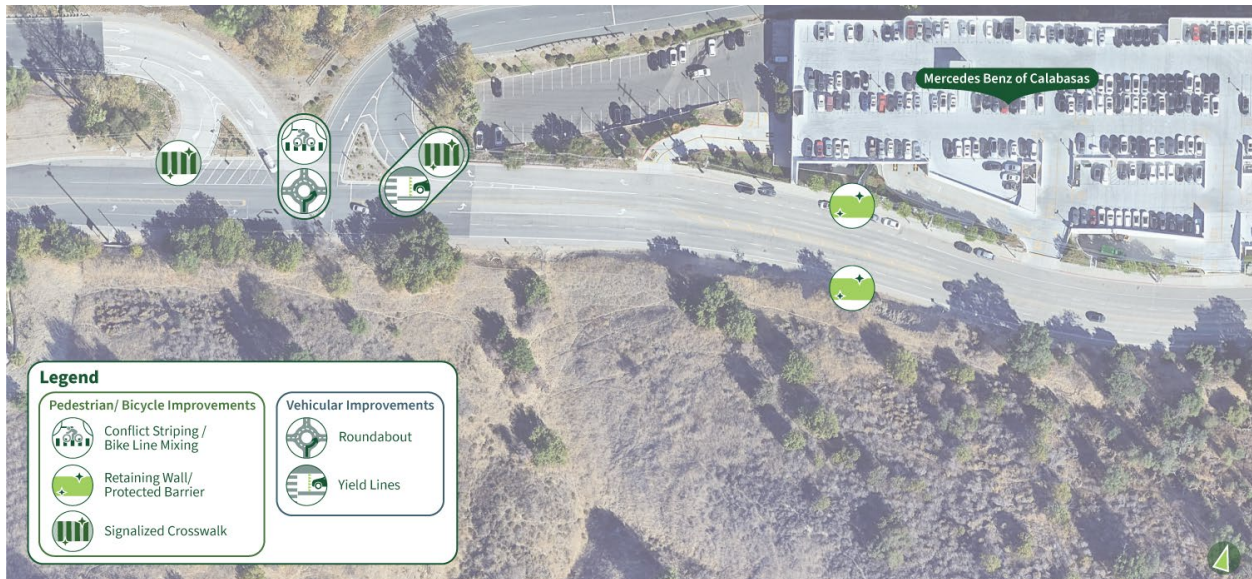 Mercedes Benz of Calabasas
Legend
Pedestrian/ Bicycle Improvements
Conflict Striping /
Bike Line Mixing
Retaining Wall/
Protected Barrier
Signalized Crosswalk
Vehicular Improvements
Roundabout
Yield Lines